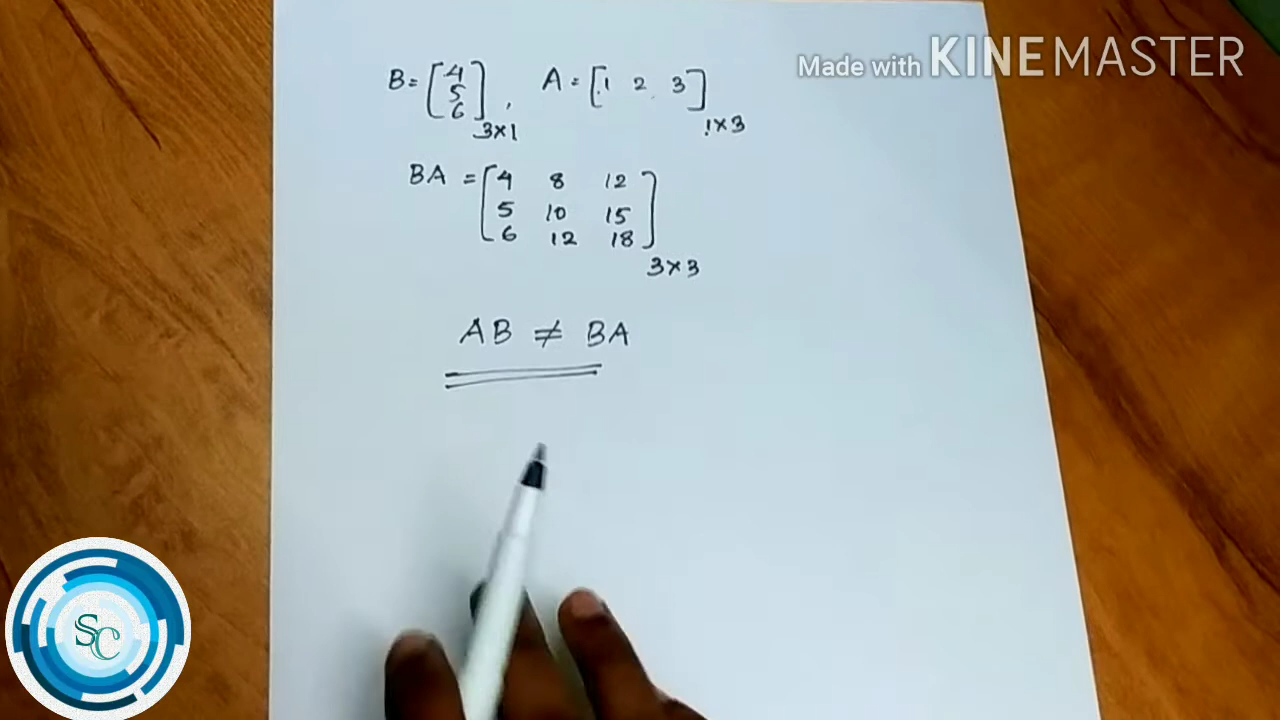 Made with KINEMASTER
B = [4 5 6] 3×1 , A = [1 2 3] 1×3
BA = [4 8 12
5 10 15
6 12 18] 3×3
AB ≠ BA
SC